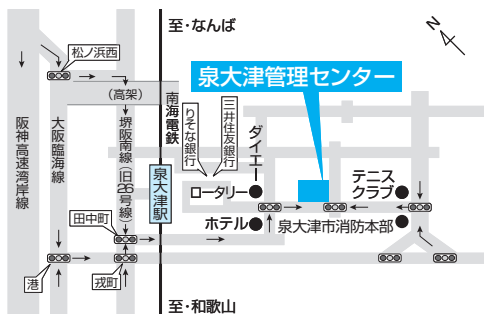 至・なんば
N
松ノ浜西
泉大津管理センター
(高架)
南海電鉄
りそな銀行
三井住友銀行
ダイエー
阪神高速湾岸線
大阪臨海線
堺阪南線(旧26号線)
泉大津駅
ロータリー
テニス
クラブ
田中町
ホテル
泉大津市消防本部
港
戎町
至・和歌山